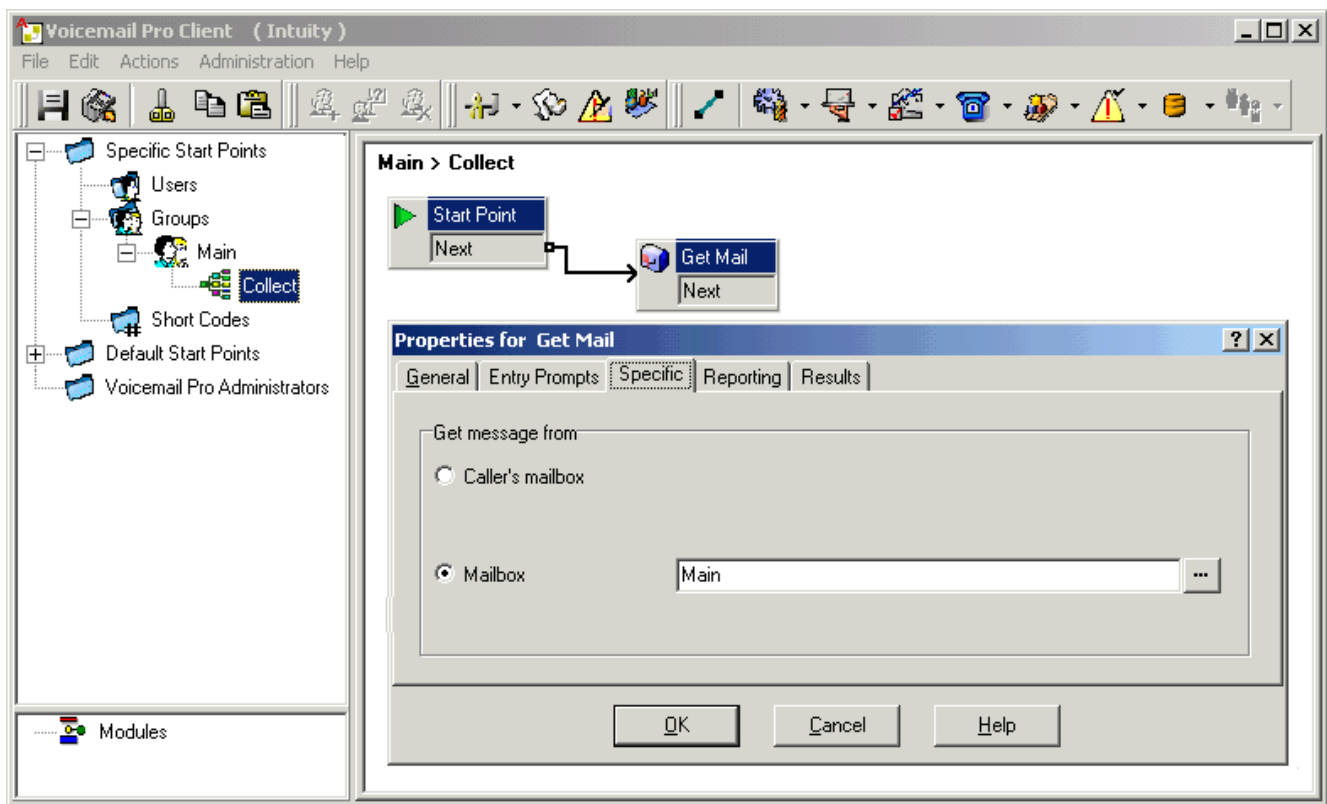 Voicemail Pro Client ( Intuity )
File Edit Actions Administration Help
Specific Start Points
Users
Groups
Main
Collect
Short Codes
Default Start Points
Voicemail Pro Administrators
Modules
Main > Collect
Start Point
Next
Get Mail
Next
Properties for Get Mail
General Entry Prompts Specific Reporting Results
Get message from
Caller's mailbox
Mailbox Main ...
OK Cancel Help